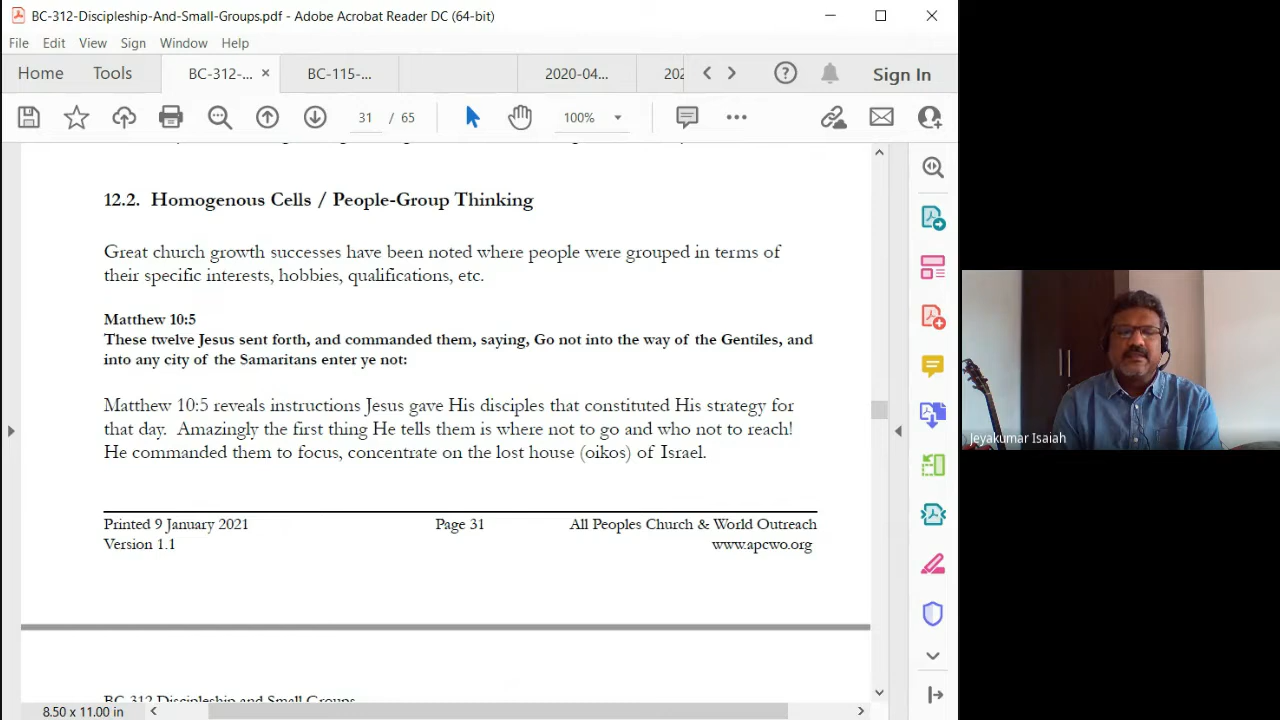 BC-312-Discipleship-And-Small-Groups.pdf - Adobe Acrobat Reader DC (64-bit)
File Edit View Sign Window Help
Home Tools BC-312-... × BC-115-... 2020-04... 202 Sign In
31 / 65 100%
12.2. Homogenous Cells / People-Group Thinking
Great church growth successes have been noted where people were grouped in terms of
their specific interests, hobbies, qualifications, etc.
Matthew 10:5
These twelve Jesus sent forth, and commanded them, saying, Go not into the way of the Gentiles, and
into any city of the Samaritans enter ye not:
Matthew 10:5 reveals instructions Jesus gave His disciples that constituted His strategy for
that day. Amazingly the first thing He tells them is where not to go and who not to reach!
He commanded them to focus, concentrate on the lost house (oikos) of Israel.
Printed 9 January 2021 Page 31 All Peoples Church & World Outreach
Version 1.1 www.apcwo.org
BC-312 Discipleship and Small Groups
8.50 x 11.00 in
Jeyakumar Isaiah